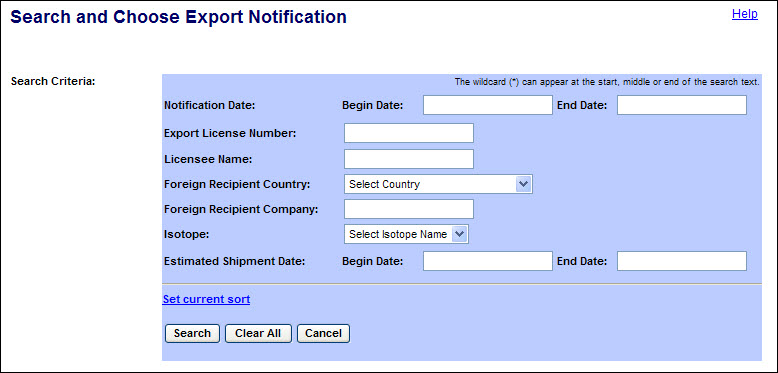 Search and Choose Export Notification Help
Search Criteria:
The wildcard (*) can appear at the start, middle or end of the search text.
Notification Date: Begin Date: End Date:
Export License Number:
Licensee Name:
Foreign Recipient Country: Select Country
Foreign Recipient Company:
Isotope: Select Isotope Name
Estimated Shipment Date: Begin Date: End Date:
Set current sort
Search Clear All Cancel